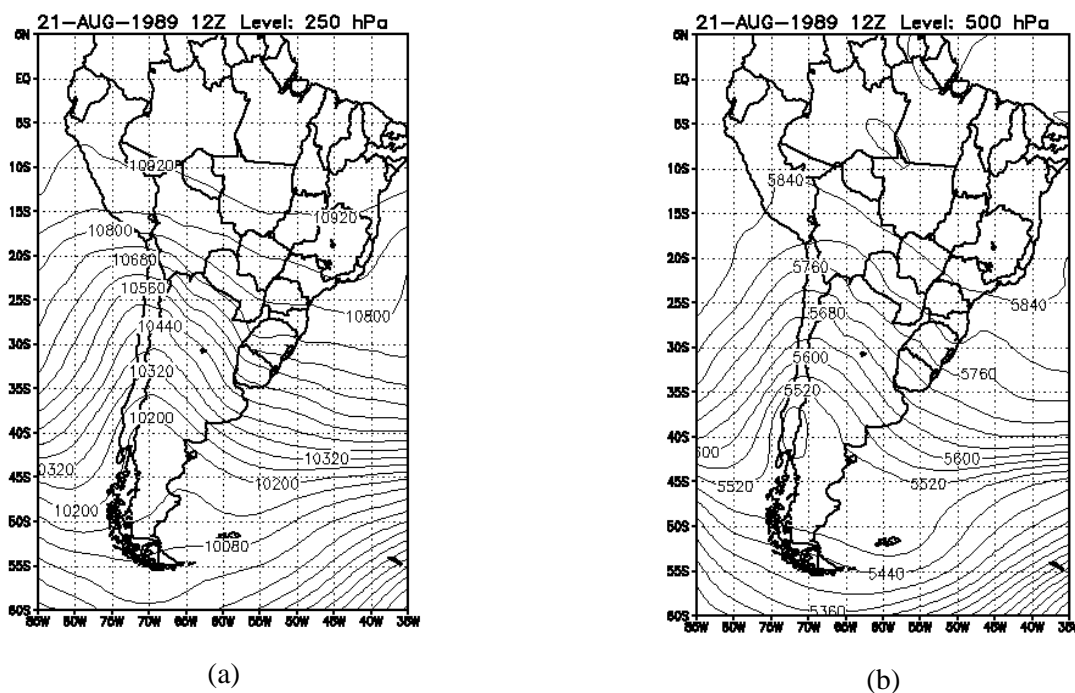 21-AUG-1989 12Z Level: 250 hPa
5N
EQ
5S
10S
15S
20S
25S
30S
35S
40S
45S
50S
55S
60S
85W 80W 75W 70W 65W 60W 55W 50W 45W 40W 35W
10920
10920
10800
10680
10560
10800
10440
10320
10200
10320
10320
10200
10200
10080
(a)
21-AUG-1989 12Z Level: 500 hPa
5N
EQ
5S
10S
15S
20S
25S
30S
35S
40S
45S
50S
55S
60S
85W 80W 75W 70W 65W 60W 55W 50W 45W 40W 35W
5840
5760
5840
5680
5600
5760
5520
5600
5520
5520
5440
5360
(b)